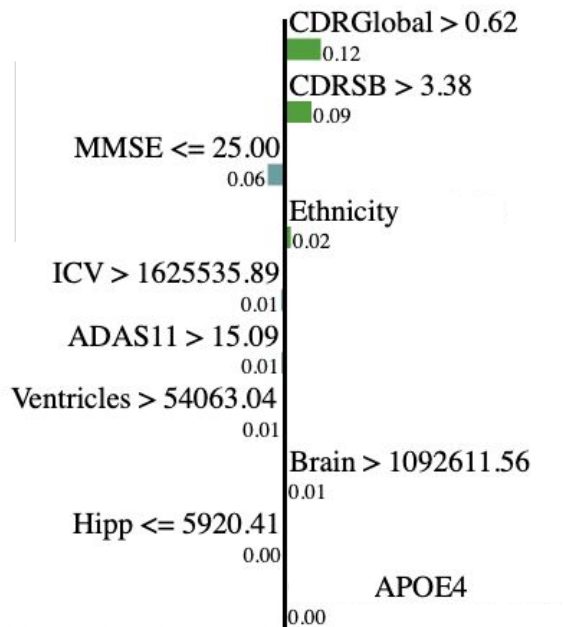 CDRGlobal > 0.62
0.12
CDRSB > 3.38
0.09
MMSE <= 25.00
0.06
Ethnicity
0.02
ICV > 1625535.89
0.01
ADAS11 > 15.09
0.01
Ventricles > 54063.04
0.01
Brain > 1092611.56
0.01
Hipp <= 5920.41
0.00
APOE4
0.00